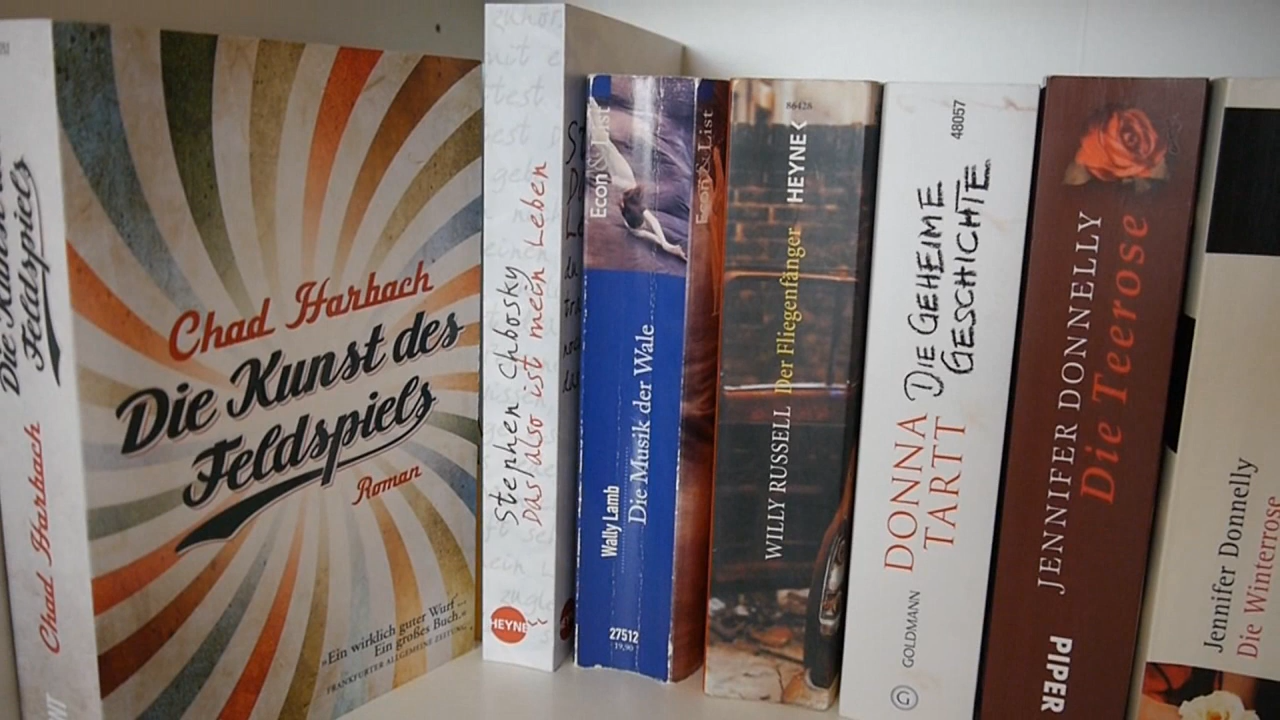 Die Kunst des
Feldspiels
Chad Harbach
Chad Harbach
Die Kunst des
Feldspiels
Roman
»Ein wirklich guter Wurf ...
Ein großes Buch.«
FRANKFURTER ALLGEMEINE ZEITUNG
Stephen Chbosky
Das also ist mein Leben
HEYNE
Econ & List
Wally Lamb
Die Musik der Wale
27512
19,90
Econ & List
86428
HEYNE
WILLY RUSSELL Der Fliegenfänger
48057
DONNA
TARTT
DIE GEHEIME
GESCHICHTE
GOLDMANN
JENNIFER DONNELLY
Die Teerose
PIPER
Jennifer Donnelly
Die Winterrose